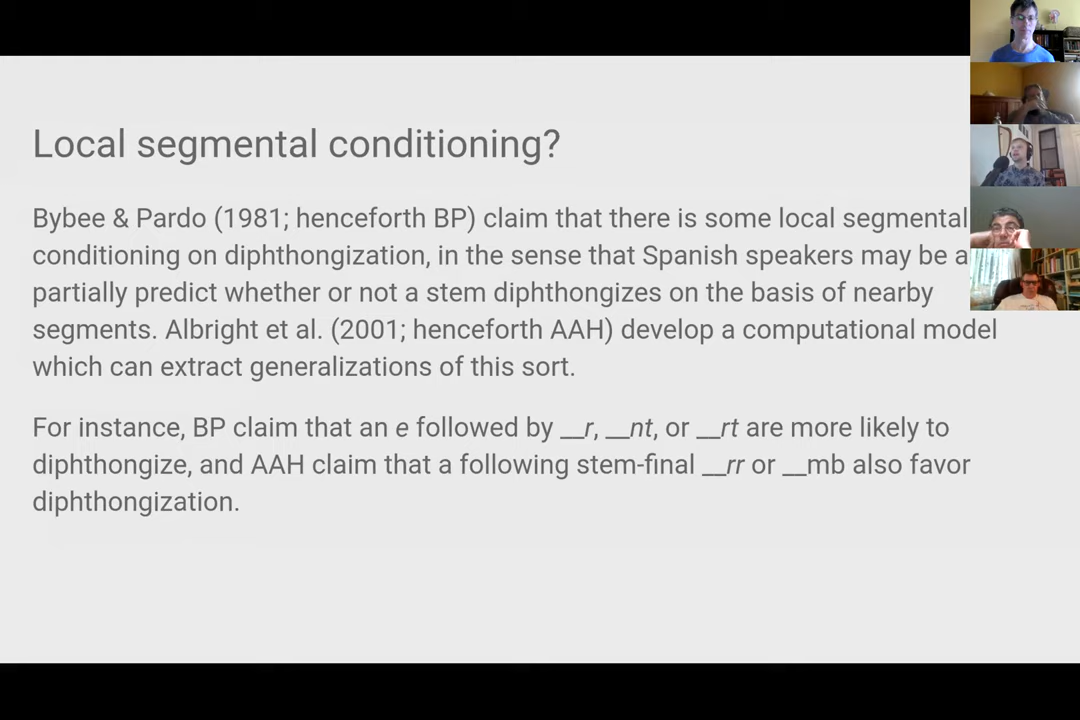 Local segmental conditioning?
Bybee & Pardo (1981; henceforth BP) claim that there is some local segmental
conditioning on diphthongization, in the sense that Spanish speakers may be a
partially predict whether or not a stem diphthongizes on the basis of nearby
segments. Albright et al. (2001; henceforth AAH) develop a computational model
which can extract generalizations of this sort.
For instance, BP claim that an e followed by __r, __nt, or __rt are more likely to
diphthongize, and AAH claim that a following stem-final __rr or __mb also favor
diphthongization.